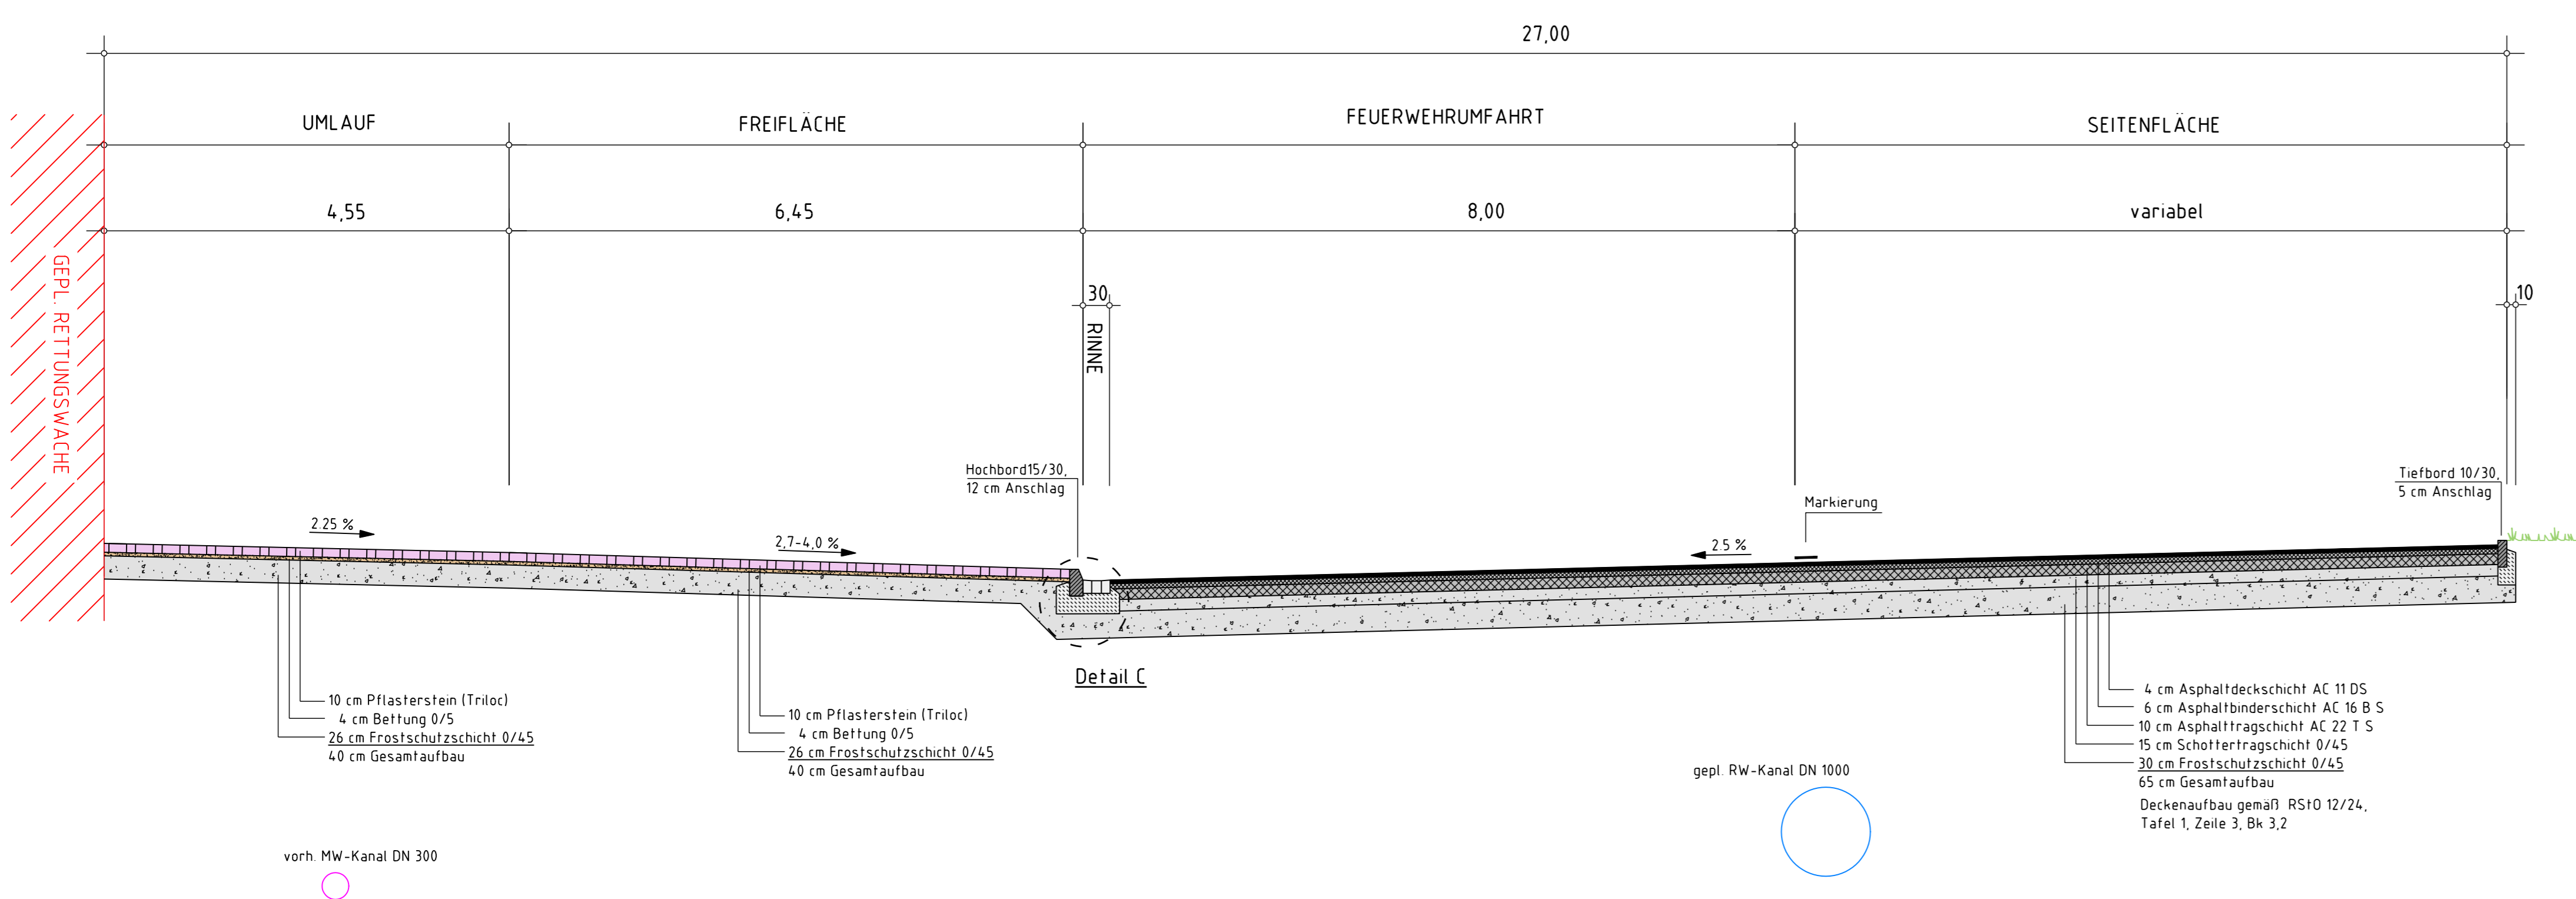 27,00
UMLAUF
FREIFLÄCHE
FEUERWEHRUMFAHRT
SEITENFLÄCHE
4,55
6,45
8,00
variabel
GEPL. RETTUNGSWACHE
30
RINNE
10
Hochbord15/30,
12 cm Anschlag
Tiefbord 10/30,
5 cm Anschlag
Markierung
2.25 %
2,7-4,0 %
2.5 %
Detail C
10 cm Pflasterstein (Triloc)
4 cm Bettung 0/5
26 cm Frostschutzschicht 0/45
40 cm Gesamtaufbau
10 cm Pflasterstein (Triloc)
4 cm Bettung 0/5
26 cm Frostschutzschicht 0/45
40 cm Gesamtaufbau
4 cm Asphaltdeckschicht AC 11 DS
6 cm Asphaltbinderschicht AC 16 B S
10 cm Asphalttragschicht AC 22 T S
15 cm Schottertragschicht 0/45
30 cm Frostschutzschicht 0/45
65 cm Gesamtaufbau
Deckenaufbau gemäß RStO 12/24,
Tafel 1, Zeile 3, Bk 3,2
gepl. RW-Kanal DN 1000
vorh. MW-Kanal DN 300